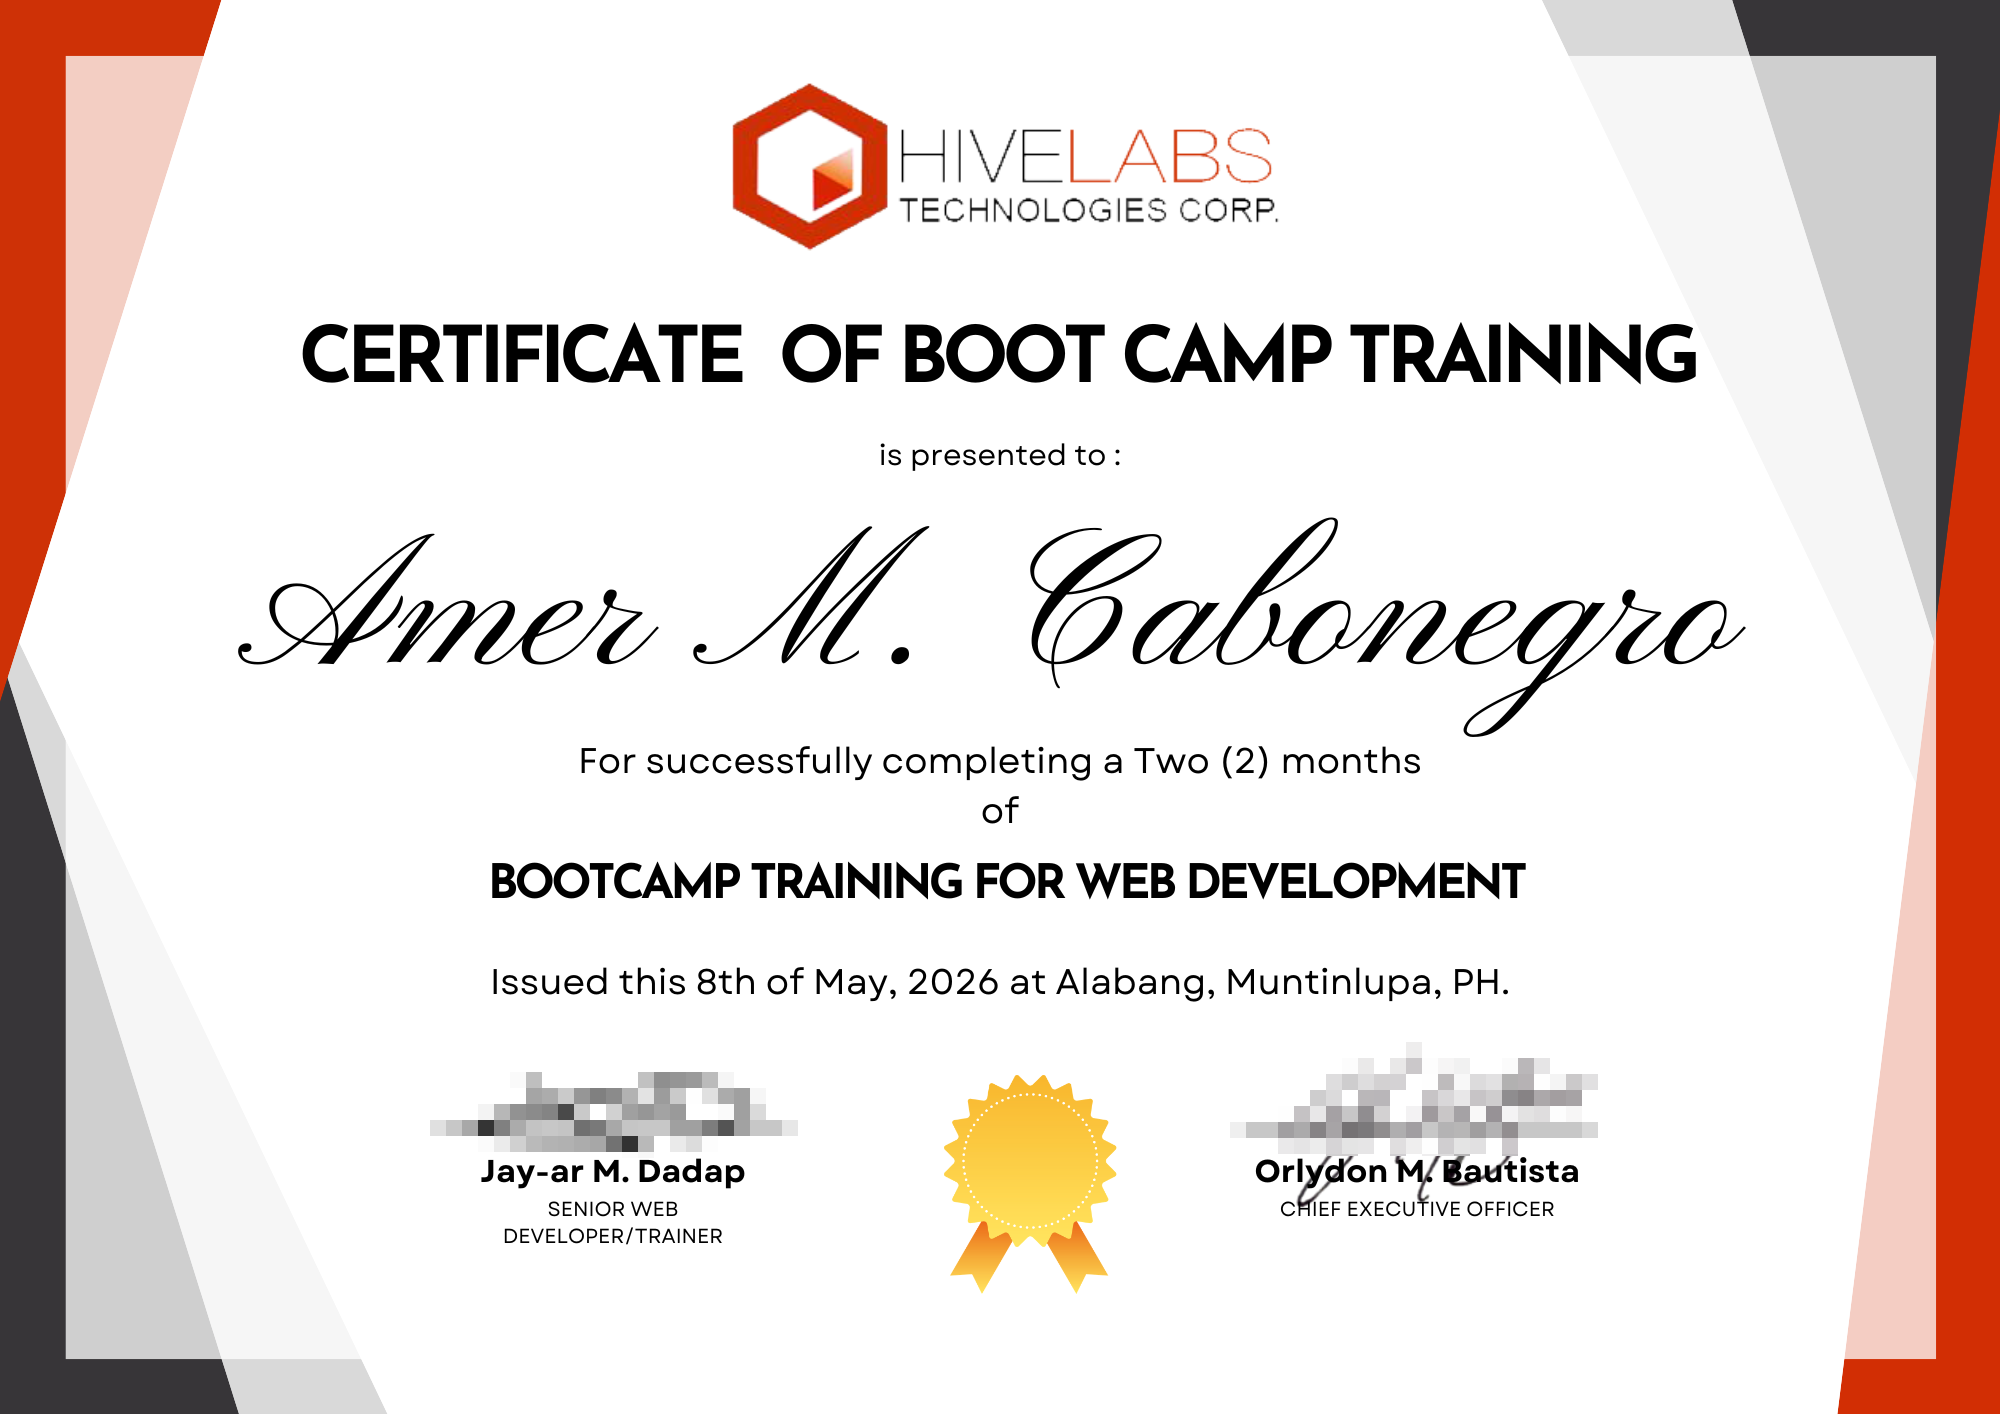 HIVELABS
TECHNOLOGIES CORP.
CERTIFICATE OF BOOT CAMP TRAINING
is presented to :
Amer M. Cabonegro
For successfully completing a Two (2) months
of
BOOTCAMP TRAINING FOR WEB DEVELOPMENT
Issued this 8th of May, 2026 at Alabang, Muntinlupa, PH.
Jay-ar M. Dadap
SENIOR WEB
DEVELOPER/TRAINER
Orlydon M. Bautista
CHIEF EXECUTIVE OFFICER